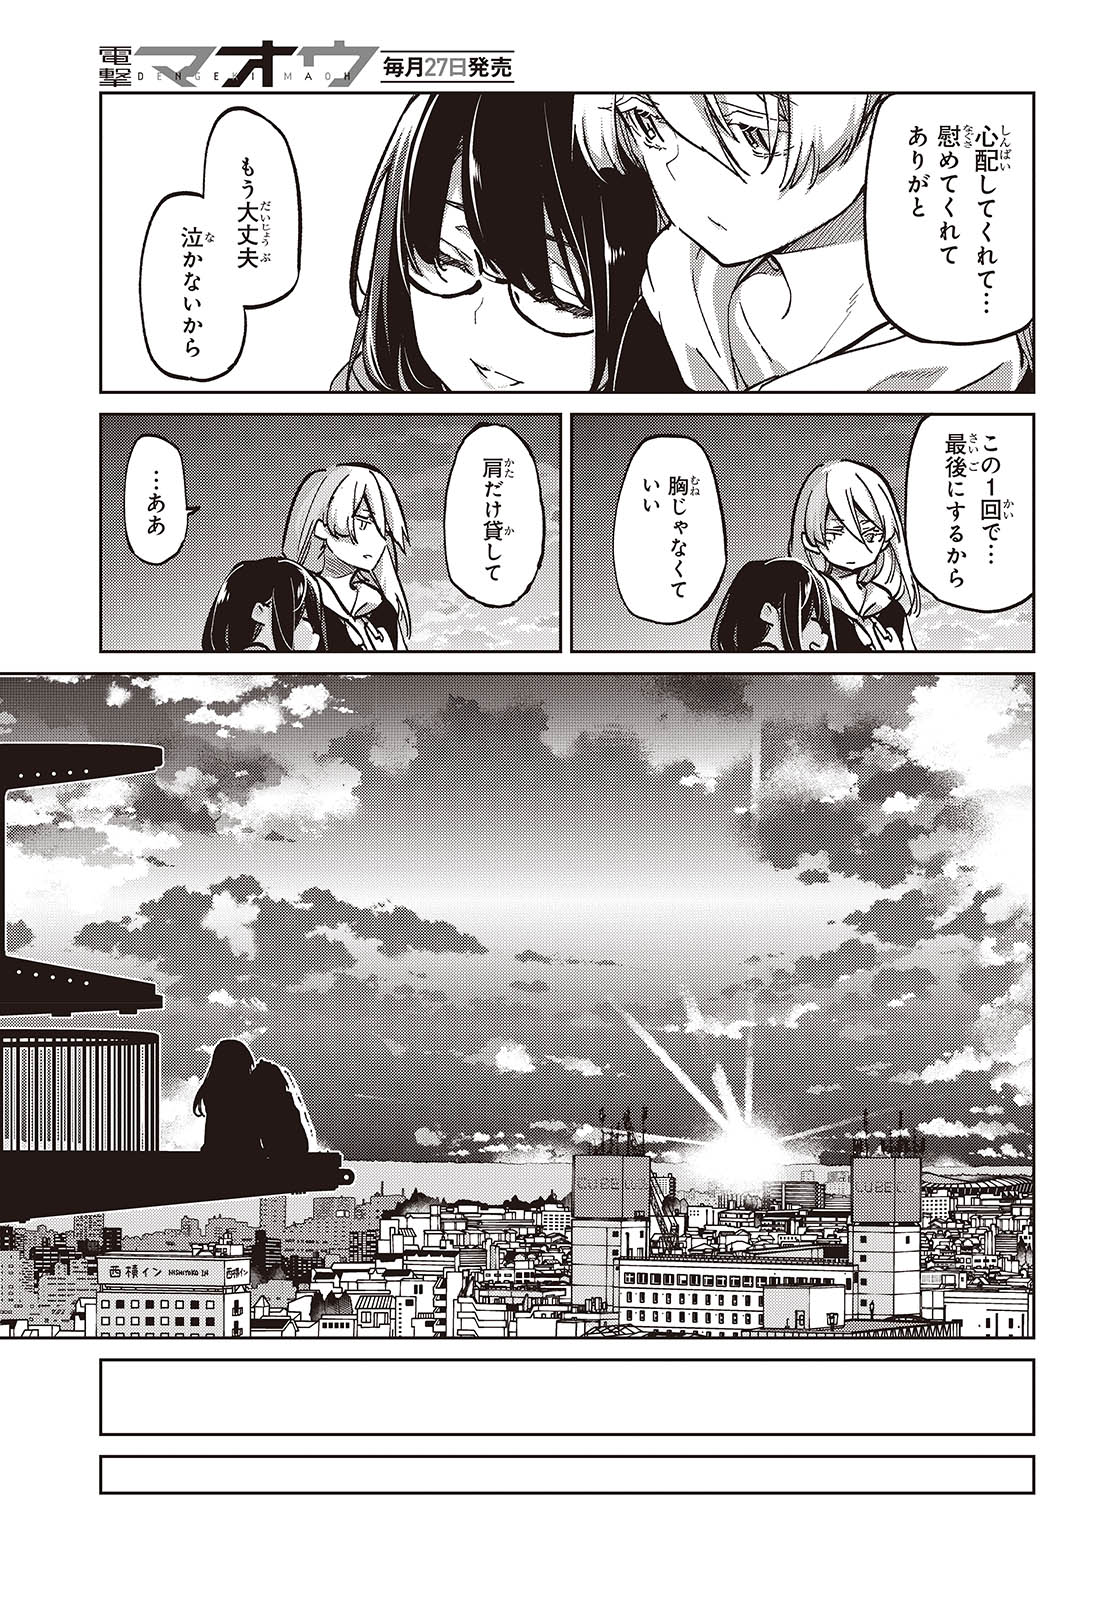 電撃マオウ
DENGEKI MAOH
毎月27日発売
心配してくれて…
慰めてくれて
ありがと
もう大丈夫
泣かないから
この1回で…
最後にするから
胸じゃなくて
いい
肩だけ貸して
…ああ
西横イン NISHIYOKO IN
西横イン
CUBE